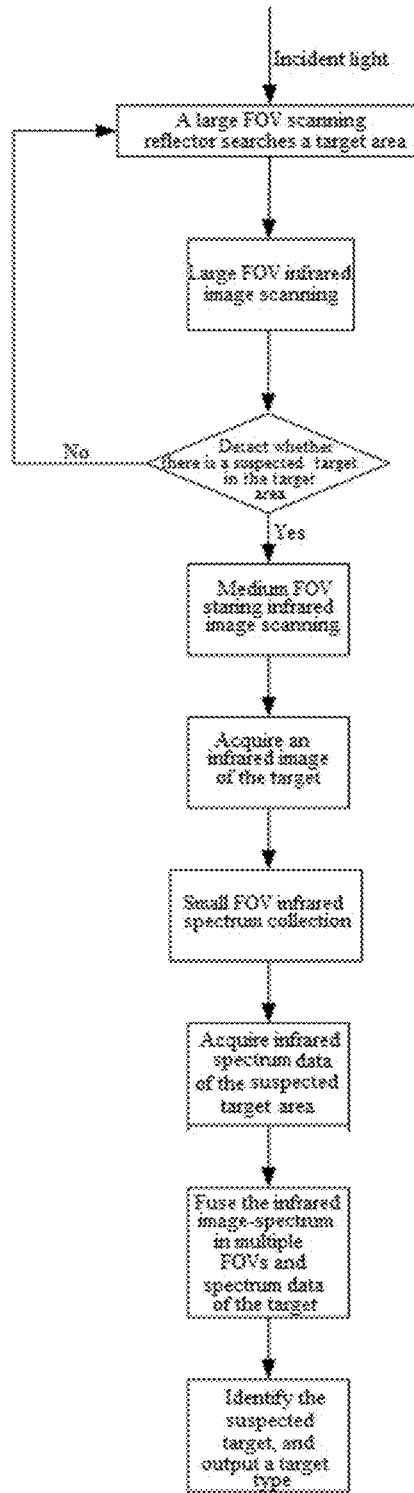 Incident light
A large FOV scanning
reflector searches a target area
Large FOV infrared
image scanning
Detect whether
there is a suspected target
in the target
area
No
Yes
Medium FOV
staring infrared
image scanning
Acquire an
infrared image
of the target
Small FOV infrared
spectrum collection
Acquire infrared
spectrum data
of the suspected
target area
Fuse the infrared
image-spectrum
in multiple
FOVs and
spectrum data
of the target
Identify the
suspected
target, and
output a target
type